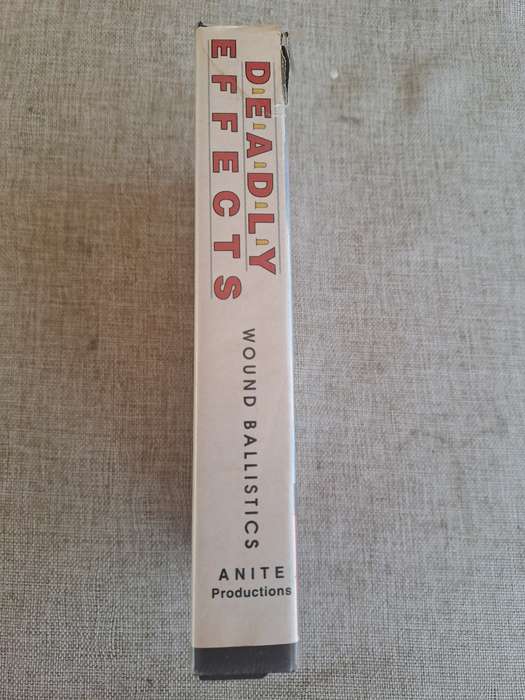 DEADLY
EFFECTS
WOUND BALLISTICS
ANITE
Productions